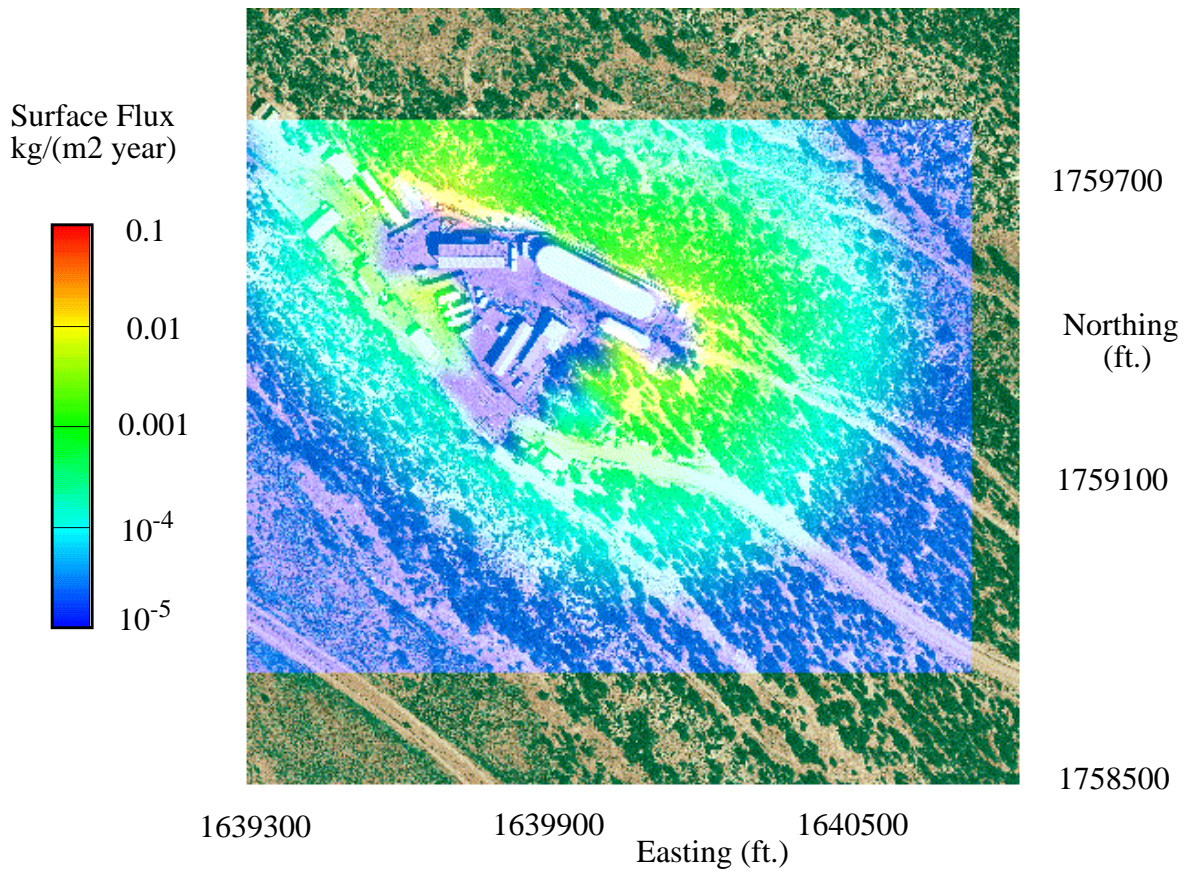 Surface Flux
kg/(m2 year)
0.1
0.01
0.001
10-4
10-5
1759700
Northing
(ft.)
1759100
1758500
1639300
1639900
1640500
Easting (ft.)